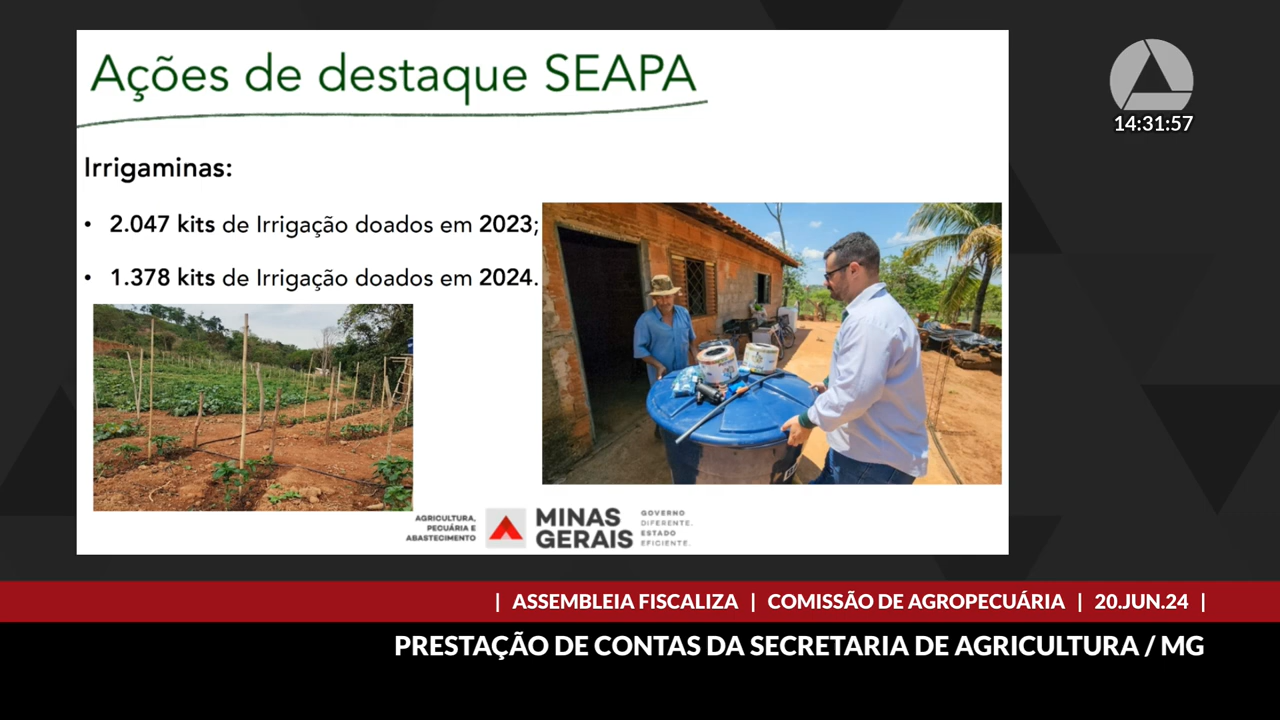 Ações de destaque SEAPA
14:31:57
Irrigaminas:
• 2.047 kits de Irrigação doados em 2023;
• 1.378 kits de Irrigação doados em 2024.
AGRICULTURA,
PECUÁRIA E
ABASTECIMENTO
MINAS
GERAIS
GOVERNO
DIFERENTE.
ESTADO
EFICIENTE.
| ASSEMBLEIA FISCALIZA | COMISSÃO DE AGROPECUÁRIA | 20.JUN.24 |
PRESTAÇÃO DE CONTAS DA SECRETARIA DE AGRICULTURA / MG